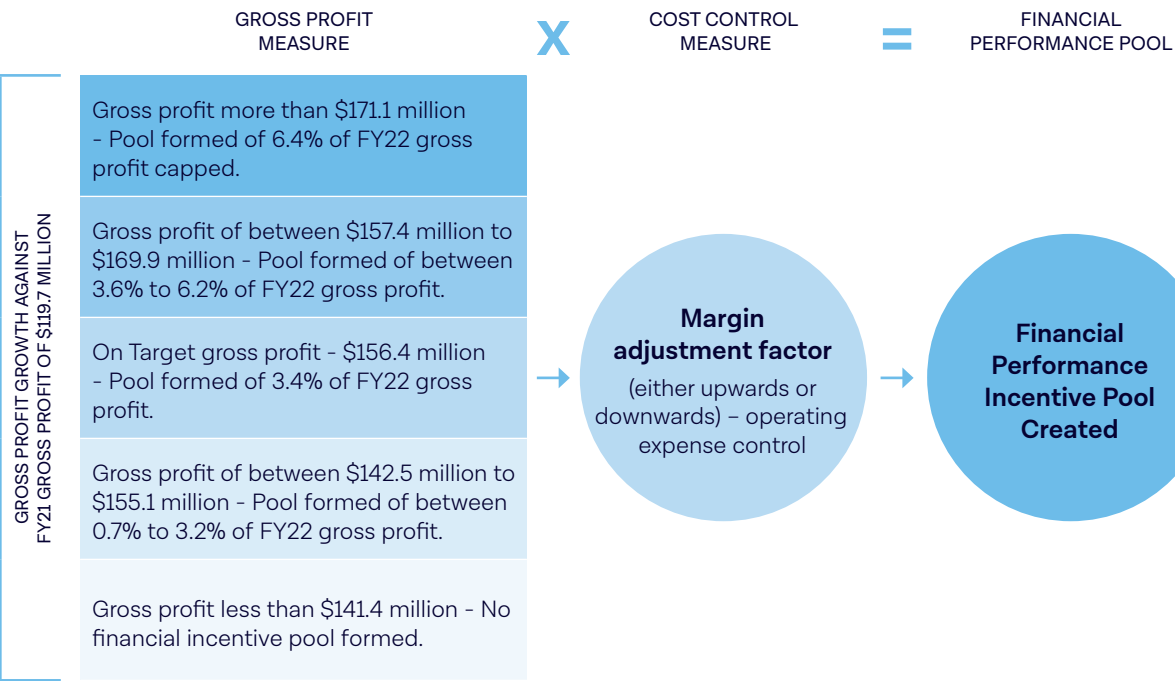 GROSS PROFIT
MEASURE
X
COST CONTROL
MEASURE
=
FINANCIAL
PERFORMANCE POOL
GROSS PROFIT GROWTH AGAINST
FY21 GROSS PROFIT OF $119.7 MILLION
Gross profit more than $171.1 million
- Pool formed of 6.4% of FY22 gross
profit capped.
Gross profit of between $157.4 million to
$169.9 million - Pool formed of between
3.6% to 6.2% of FY22 gross profit.
On Target gross profit - $156.4 million
- Pool formed of 3.4% of FY22 gross
profit.
Gross profit of between $142.5 million to
$155.1 million - Pool formed of between
0.7% to 3.2% of FY22 gross profit.
Gross profit less than $141.4 million - No
financial incentive pool formed.
Margin
adjustment factor
(either upwards or
downwards) – operating
expense control
Financial
Performance
Incentive Pool
Created